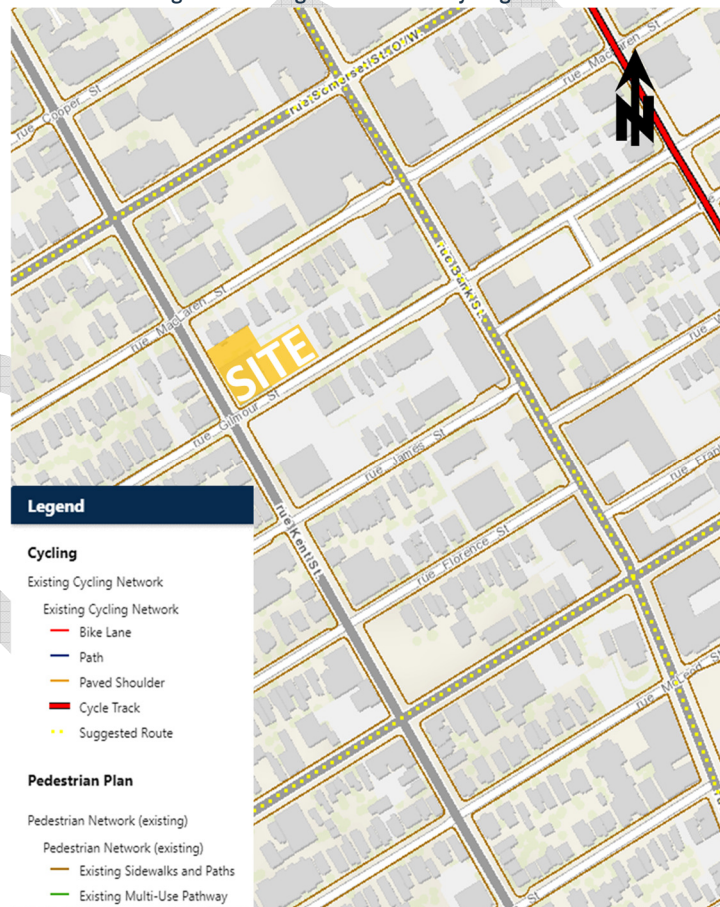 rue Cooper St
rue Somerset St. O/W.
rue MacLaren St
N
rue Bank St.
rue MacLaren St
SITE
rue Gilmour St
rue James St
rue Kent St.
rue Florence St
rue McLeod St
St
Legend
Cycling
Existing Cycling Network
Existing Cycling Network
Bike Lane
Path
Paved Shoulder
Cycle Track
Suggested Route
Pedestrian Plan
Pedestrian Network (existing)
Pedestrian Network (existing)
Existing Sidewalks and Paths
Existing Multi-Use Pathway